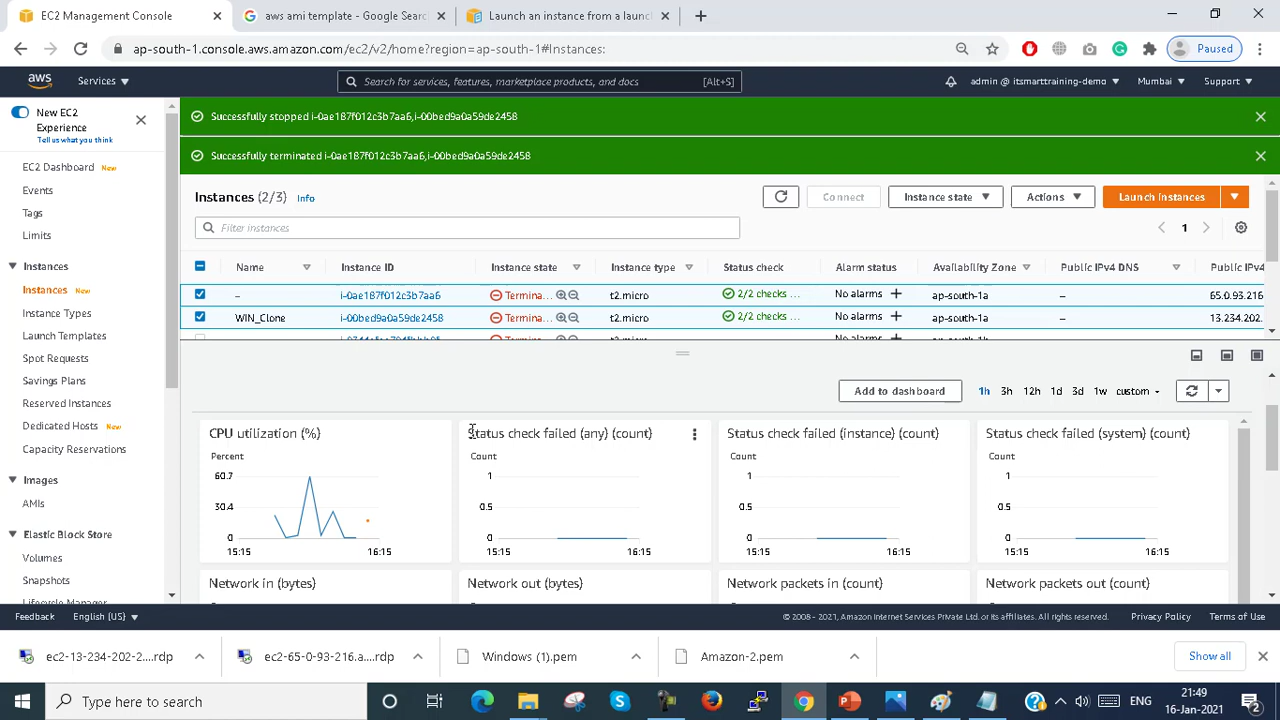 EC2 Management Console
aws ami template - Google Sear
Launch an instance from a launc
ap-south-1.console.aws.amazon.com/ec2/v2/home?region=ap-south-1#Instances:
Paused
aws
Services
Search for services, features, marketplace products, and docs
[Alt+S]
admin @ itsmarttraining-demo
Mumbai
Support
New EC2
Experience
Tell us what you think
EC2 Dashboard New
Events
Tags
Limits
Instances
Instances New
Instance Types
Launch Templates
Spot Requests
Savings Plans
Reserved Instances
Dedicated Hosts New
Capacity Reservations
Images
AMIs
Elastic Block Store
Volumes
Snapshots
Lifecycle Manager
Successfully stopped i-0ae187f012c3b7aa6,i-00bed9a0a59de2458
Successfully terminated i-0ae187f012c3b7aa6,i-00bed9a0a59de2458
Instances (2/3) Info
Connect
Instance state
Actions
Launch instances
Filter instances
1
Name Instance ID Instance state Instance type Status check Alarm status Availability Zone Public IPv4 DNS Public IPv4
– i-0ae187f012c3b7aa6 Termina... t2.micro 2/2 checks ... No alarms + ap-south-1a – 65.0.93.216
WIN_Clone i-00bed9a0a59de2458 Termina... t2.micro 2/2 checks ... No alarms + ap-south-1a – 13.234.202.
Add to dashboard
1h 3h 12h 1d 3d 1w custom
CPU utilization (%)
Percent
60.7
30.4
0
15:15 16:15
Status check failed (any) (count)
Count
1
0.5
0
15:15 16:15
Status check failed (instance) (count)
Count
1
0.5
0
15:15 16:15
Status check failed (system) (count)
Count
1
0.5
0
15:15 16:15
Network in (bytes)
Network out (bytes)
Network packets in (count)
Network packets out (count)
Feedback
English (US)
© 2008 - 2021, Amazon Internet Services Private Ltd. or its affiliates. All rights reserved.
Privacy Policy
Terms of Use
ec2-13-234-202-2....rdp
ec2-65-0-93-216.a....rdp
Windows (1).pem
Amazon-2.pem
Show all
Type here to search
ENG
21:49
16-Jan-2021
2